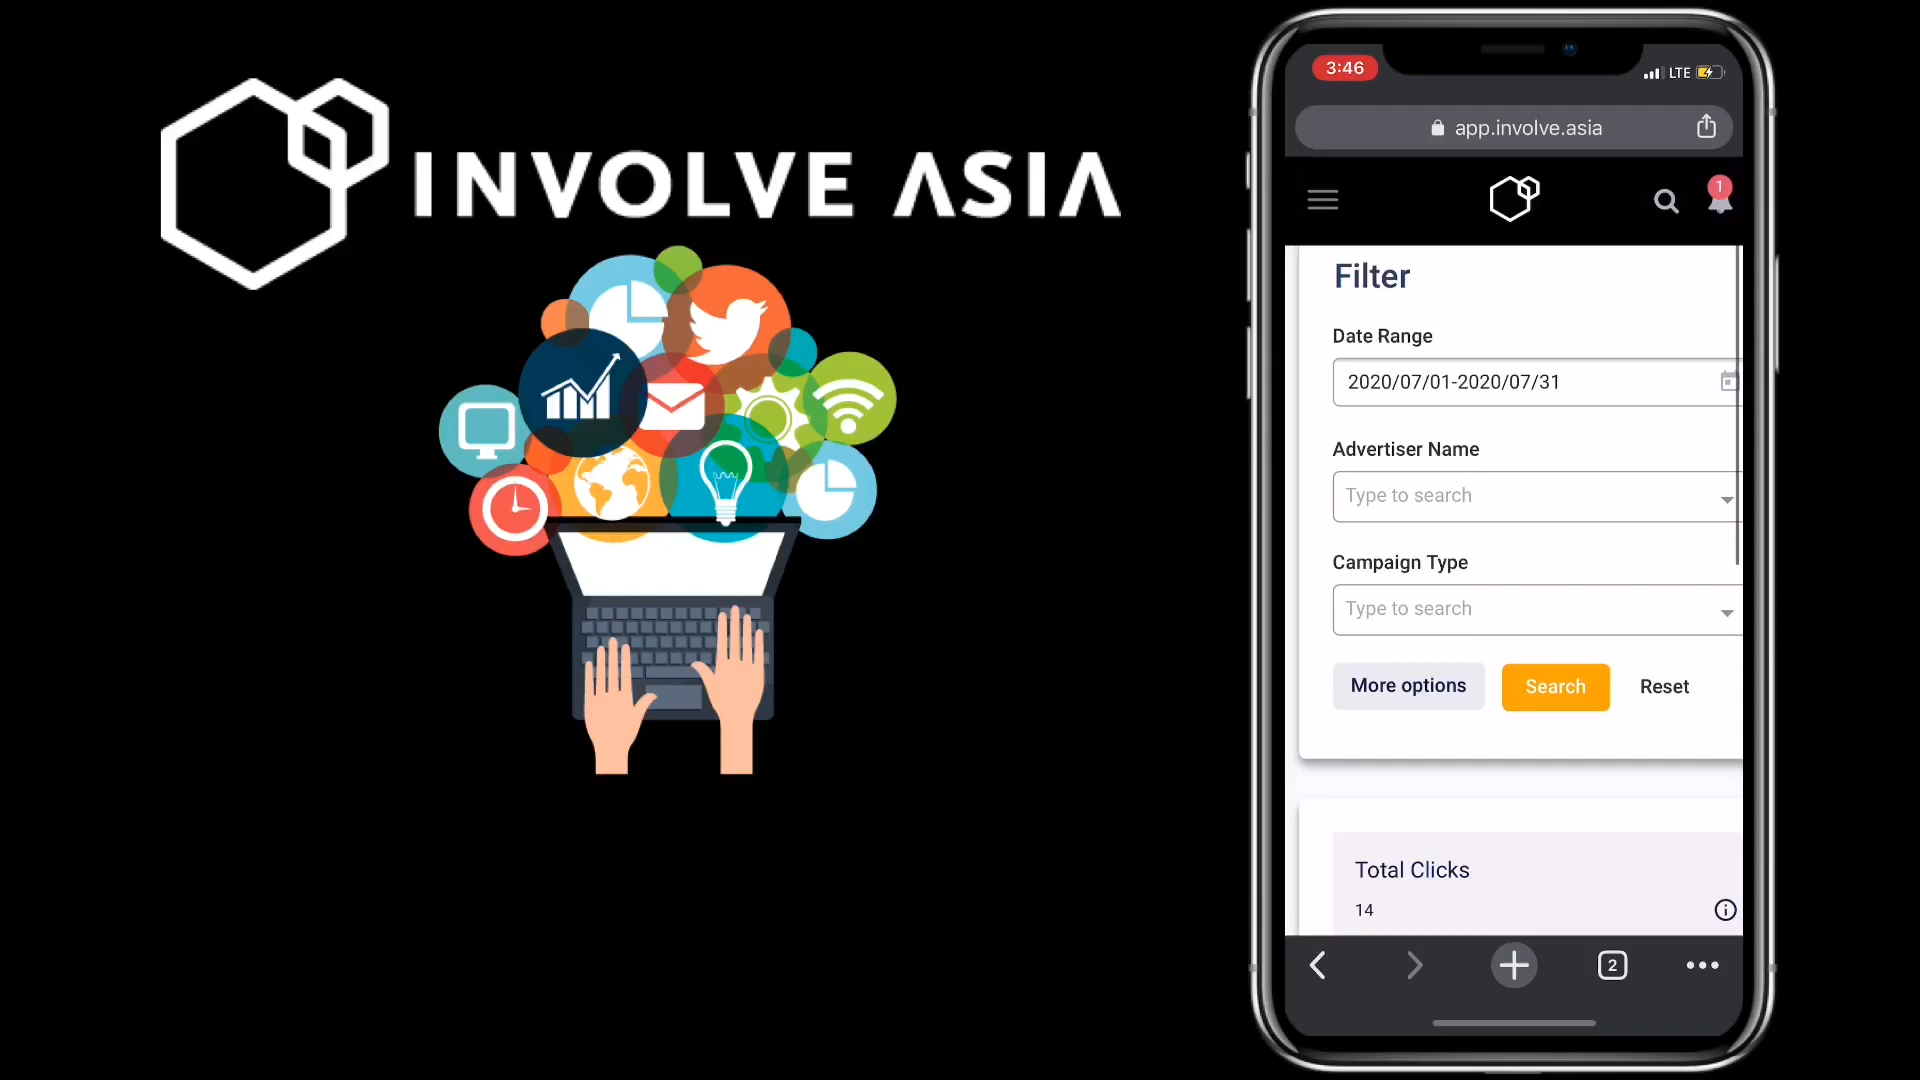 INVOLVE ASIA
3:46
LTE
app.involve.asia
1
Filter
Date Range
2020/07/01-2020/07/31
Advertiser Name
Type to search
Campaign Type
Type to search
More options
Search
Reset
Total Clicks
14
2